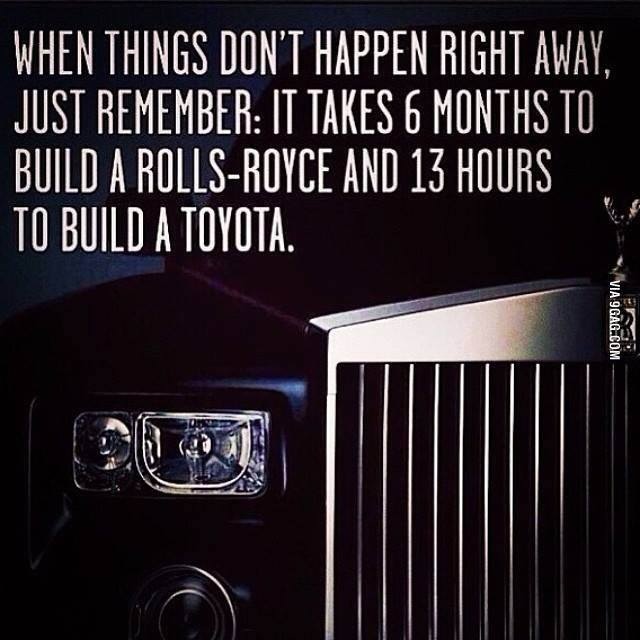 WHEN THINGS DON'T HAPPEN RIGHT AWAY,
JUST REMEMBER: IT TAKES 6 MONTHS TO
BUILD A ROLLS-ROYCE AND 13 HOURS
TO BUILD A TOYOTA.
VIA 9GAG.COM